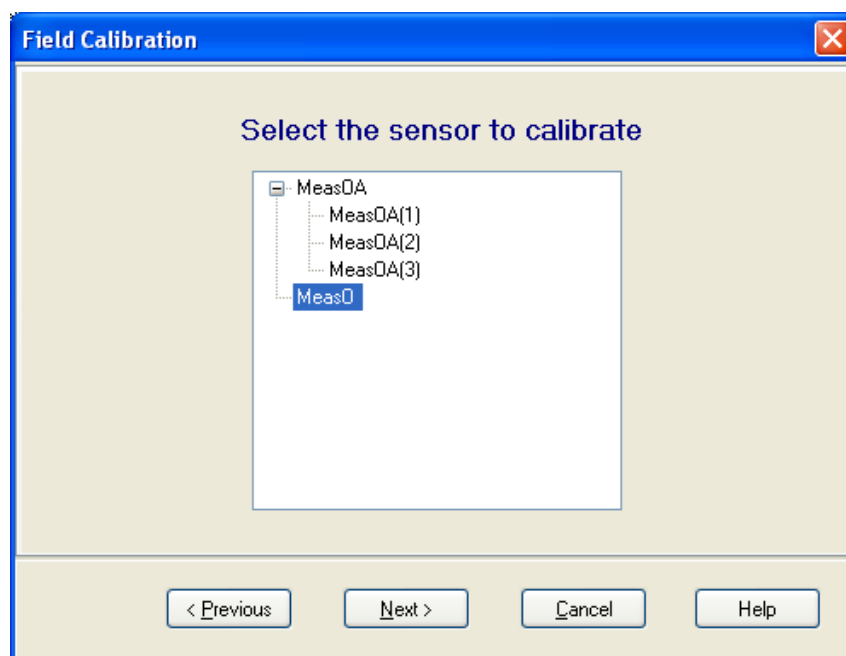 Field Calibration
Select the sensor to calibrate
MeasOA
MeasOA(1)
MeasOA(2)
MeasOA(3)
MeasO
< Previous Next > Cancel Help